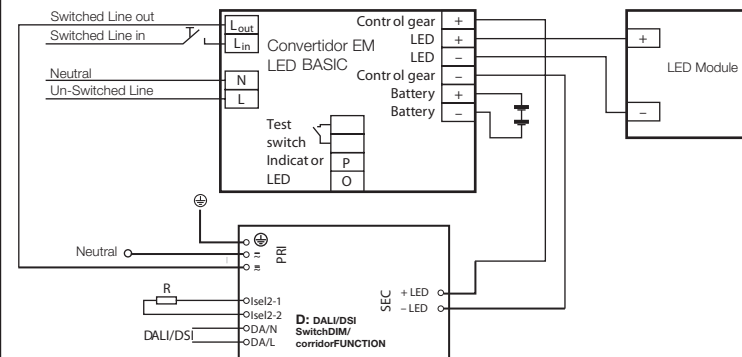 Switched Line out
Switched Line in
Neutral
Un-Switched Line
Lout
Lin
N
L
Convertidor EM
LED BASIC
Control gear +
LED +
LED –
Control gear –
Battery +
Battery –
Test
switch
Indicator P
LED O
+
–
LED Module
Neutral
PRI
R
Isel2-1
Isel2-2
DALI/DSI
DA/N
DA/L
D: DALI/DSI
SwitchDIM/
corridorFUNCTION
SEC
+ LED
– LED